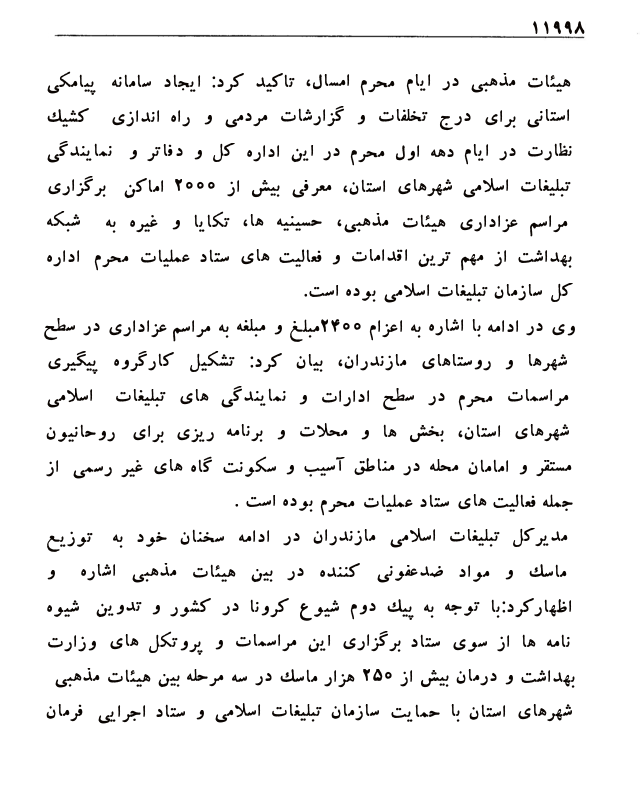 ۱۱۹۹۸
هیئات مذهبی در ایام محرم امسال، تاکید کرد: ایجاد سامانه پیامکی
استانی برای درج تخلفات و گزارشات مردمی و راه اندازی کشیك
نظارت در ایام دهه اول محرم در این اداره کل و دفاتر و نمایندگی
تبلیغات اسلامی شهرهای استان، معرفی بیش از ۲۰۰۰ اماکن برگزاری
مراسم عزاداری هیئات مذهبی، حسینیه ها، تکایا و غیره به شبکه
بهداشت از مهم ترین اقدامات و فعالیت های ستاد عملیات محرم اداره
کل سازمان تبلیغات اسلامی بوده است.
وی در ادامه با اشاره به اعزام ۲۴۰۰مبلغ و مبلغه به مراسم عزاداری در سطح
شهرها و روستاهای مازندران، بیان کرد: تشکیل کارگروه پیگیری
مراسمات محرم در سطح ادارات و نمایندگی های تبلیغات اسلامی
شهرهای استان، بخش ها و محلات و برنامه ریزی برای روحانیون
مستقر و امامان محله در مناطق آسیب و سکونت گاه های غیر رسمی از
جمله فعالیت های ستاد عملیات محرم بوده است .
مدیرکل تبلیغات اسلامی مازندران در ادامه سخنان خود به توزیع
ماسك و مواد ضدعفونی کننده در بین هیئات مذهبی اشاره و
اظهارکرد:با توجه به پیك دوم شیوع کرونا در کشور و تدوین شیوه
نامه ها از سوی ستاد برگزاری این مراسمات و پروتکل های وزارت
بهداشت و درمان بیش از ۲۵۰ هزار ماسك در سه مرحله بین هیئات مذهبی
شهرهای استان با حمایت سازمان تبلیغات اسلامی و ستاد اجرایی فرمان